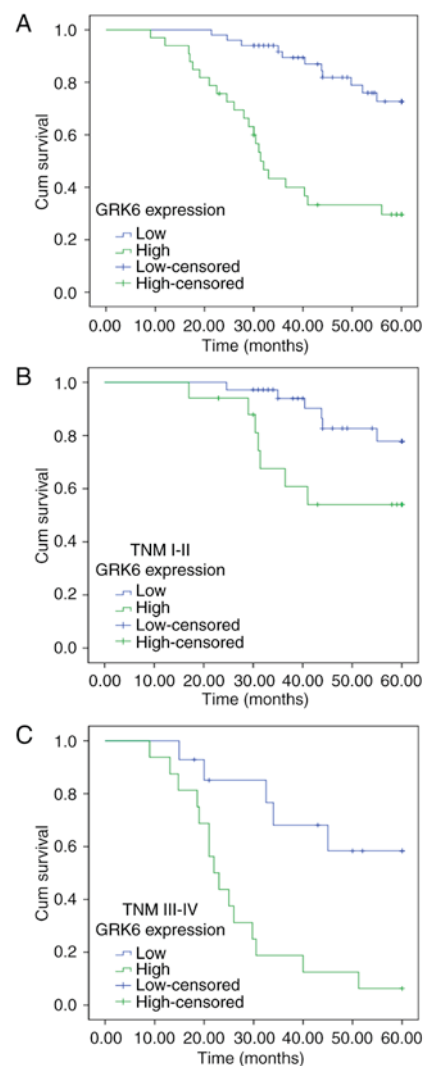 A
1.0
0.8
0.6
0.4
0.2
0.0
Cum survival
GRK6 expression
Low
High
Low-censored
High-censored
0.00 10.00 20.00 30.00 40.00 50.00 60.00
Time (months)
B
1.0
0.8
0.6
0.4
0.2
0.0
Cum survival
TNM I-II
GRK6 expression
Low
High
Low-censored
High-censored
0.00 10.00 20.00 30.00 40.00 50.00 60.00
Time (months)
C
1.0
0.8
0.6
0.4
0.2
0.0
Cum survival
TNM III-IV
GRK6 expression
Low
High
Low-censored
High-censored
0.00 10.00 20.00 30.00 40.00 50.00 60.00
Time (months)